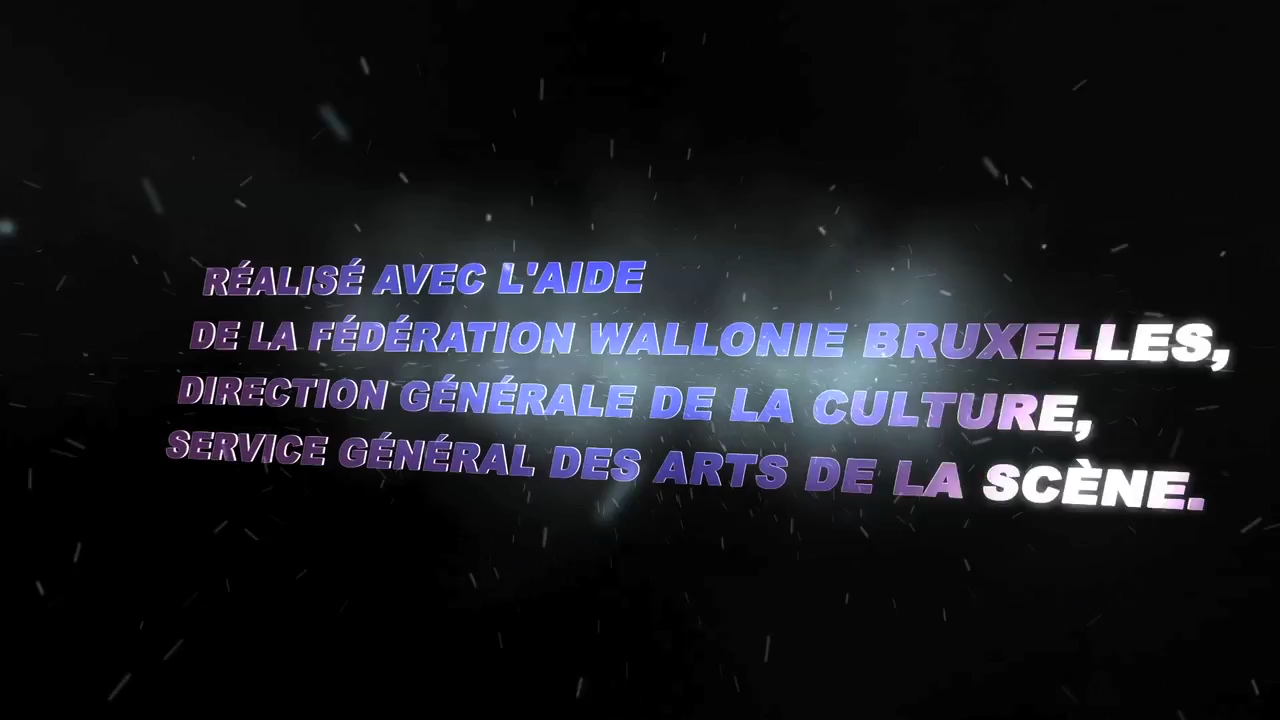 RÉALISÉ AVEC L'AIDE
DE LA FÉDÉRATION WALLONIE BRUXELLES,
DIRECTION GÉNÉRALE DE LA CULTURE,
SERVICE GÉNÉRAL DES ARTS DE LA SCÈNE.